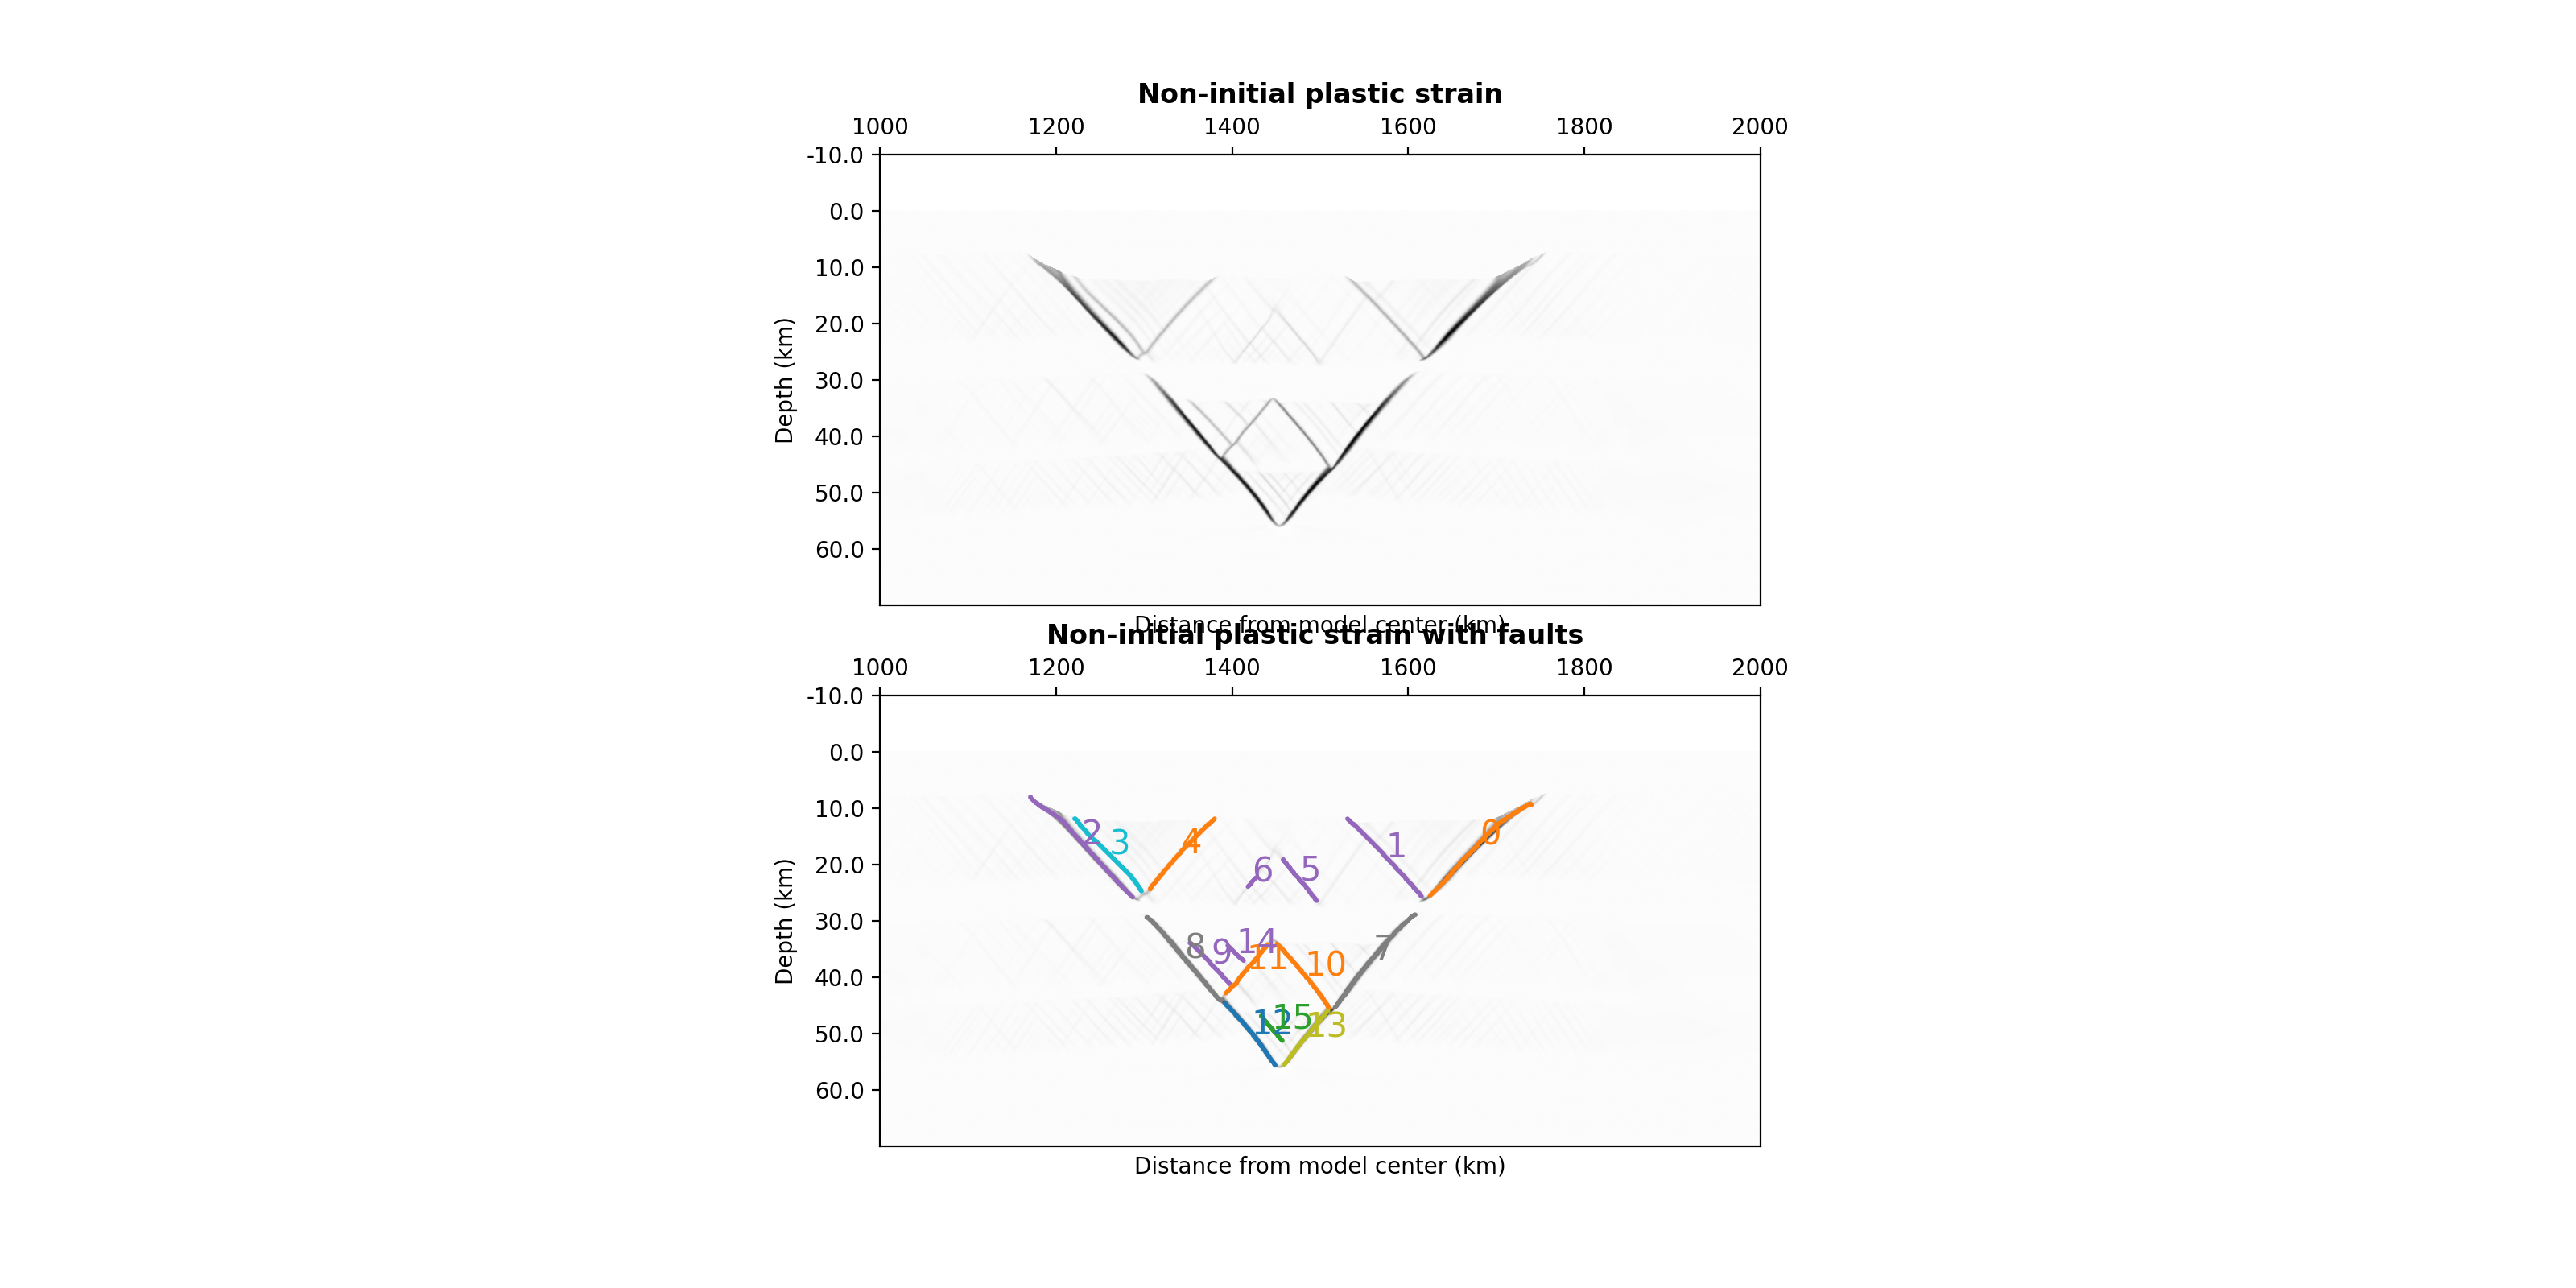 Non-initial plastic strain
1000 1200 1400 1600 1800 2000
-10.0
0.0
10.0
20.0
30.0
40.0
50.0
60.0
Depth (km)
Distance from model center (km)
Non-initial plastic strain with faults
1000 1200 1400 1600 1800 2000
-10.0
0.0
10.0
20.0
30.0
40.0
50.0
60.0
Depth (km)
2 3 4 6 5 1 0
8 9 14 11 10 7
12 15 13
Distance from model center (km)